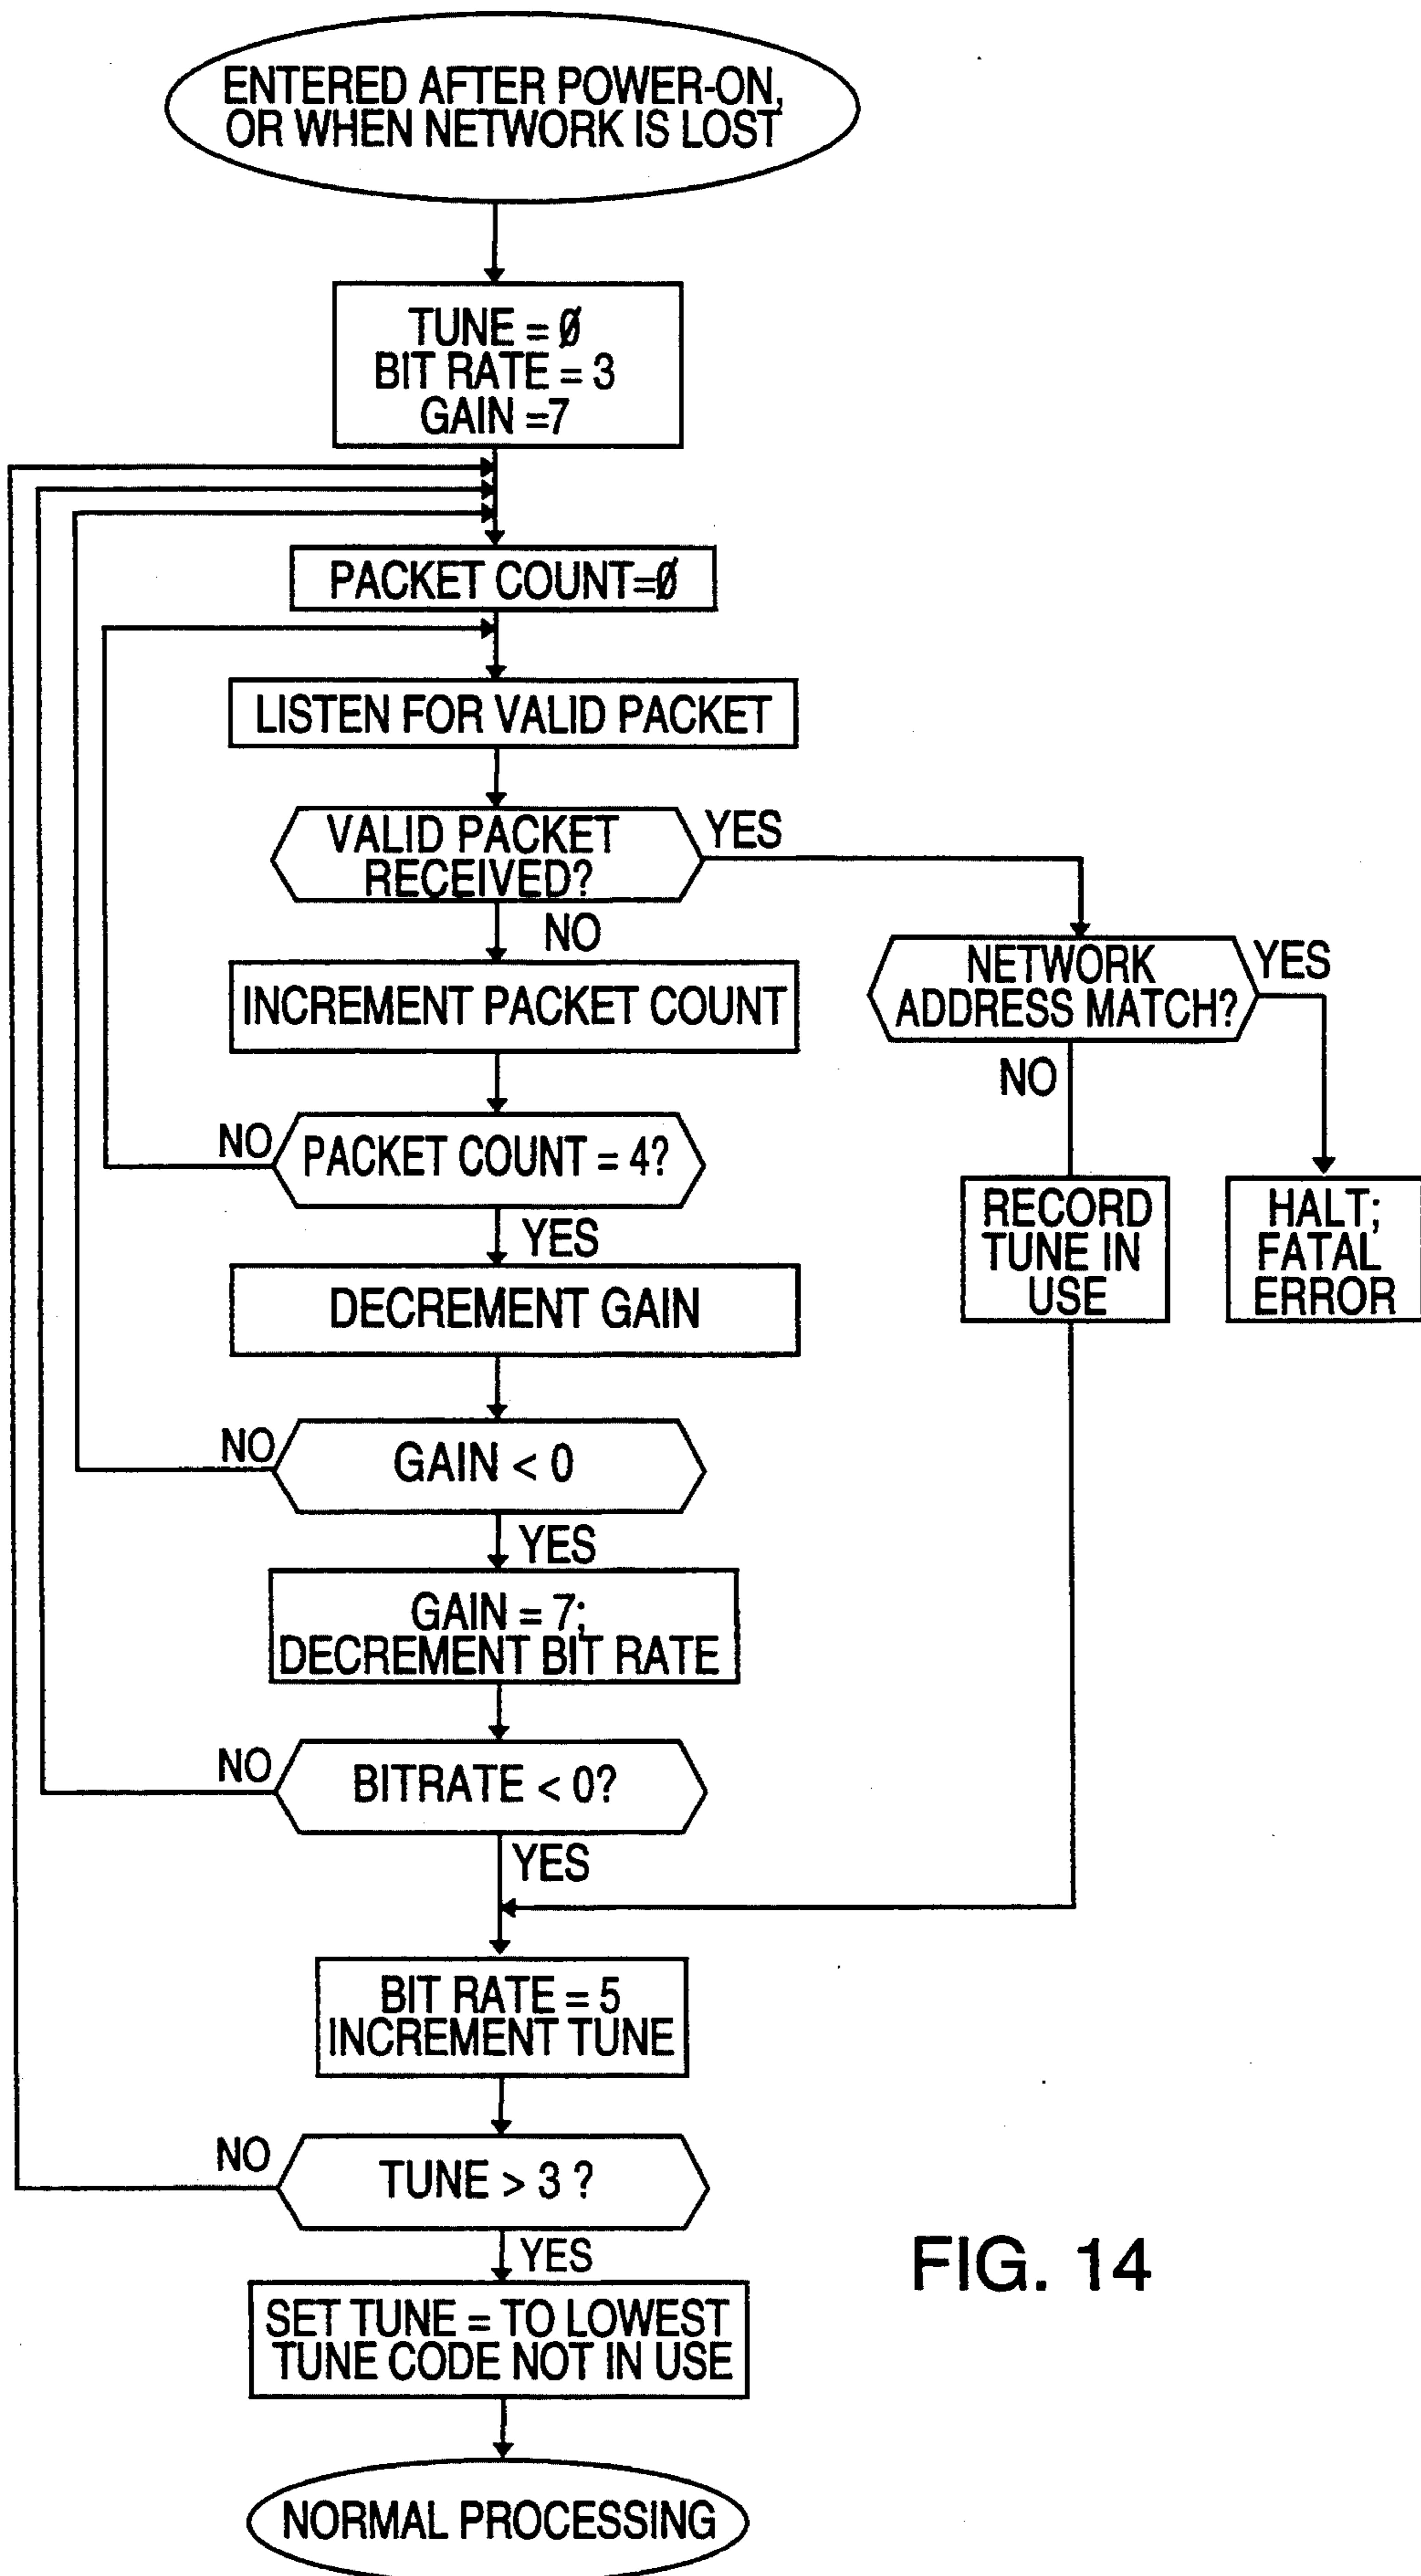 ENTERED AFTER POWER-ON,
OR WHEN NETWORK IS LOST
TUNE = Ø
BIT RATE = 3
GAIN =7
PACKET COUNT=Ø
LISTEN FOR VALID PACKET
VALID PACKET
RECEIVED?
YES
NO
NETWORK
ADDRESS MATCH?
YES
INCREMENT PACKET COUNT
NO
NO
PACKET COUNT = 4?
YES
RECORD
TUNE IN
USE
HALT;
FATAL
ERROR
DECREMENT GAIN
NO
GAIN < 0
YES
GAIN = 7;
DECREMENT BIT RATE
NO
BITRATE < 0?
YES
BIT RATE = 5
INCREMENT TUNE
NO
TUNE > 3 ?
YES
SET TUNE = TO LOWEST
TUNE CODE NOT IN USE
NORMAL PROCESSING
FIG. 14